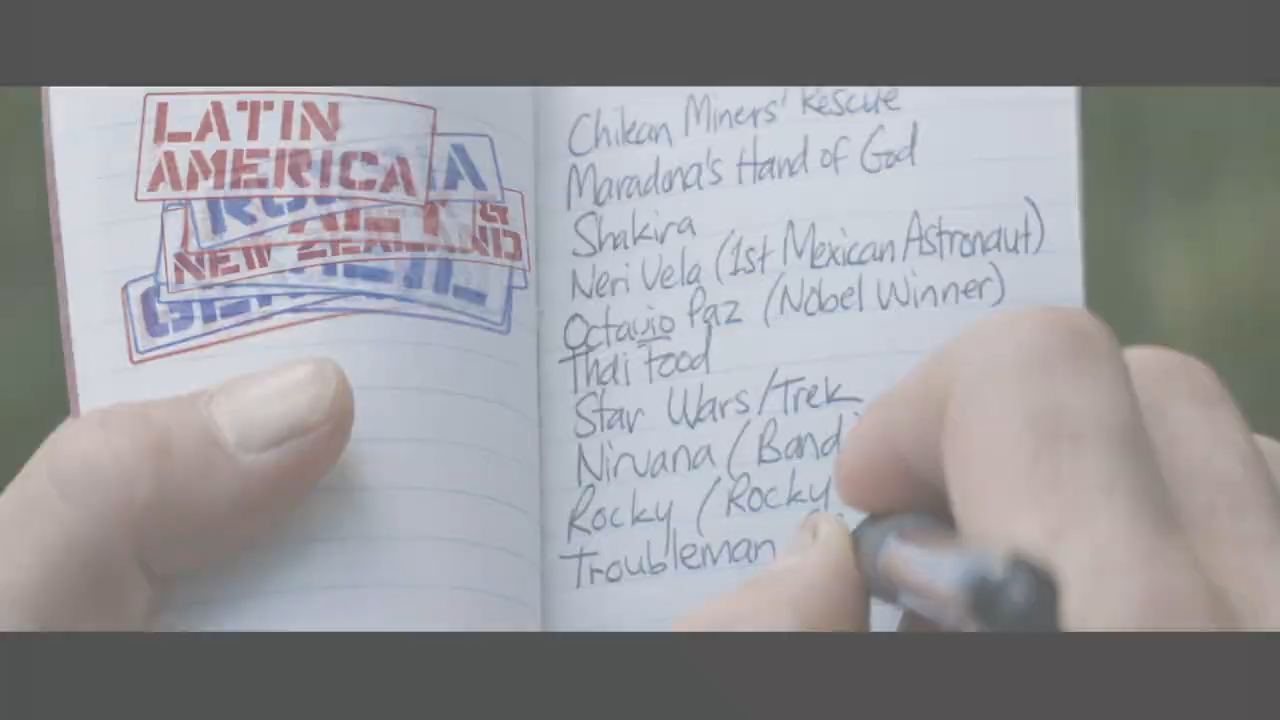 LATIN
AMERICA
A
&
NEW ZEALAND
Chilean Miners' Rescue
Maradona's Hand of God
Shakira
Neri Vela (1st Mexican Astronaut)
Octavio Paz (Nobel Winner)
Thai Food
Star Wars/Trek
Nirvana (Band
Rocky (Rocky
Troubleman